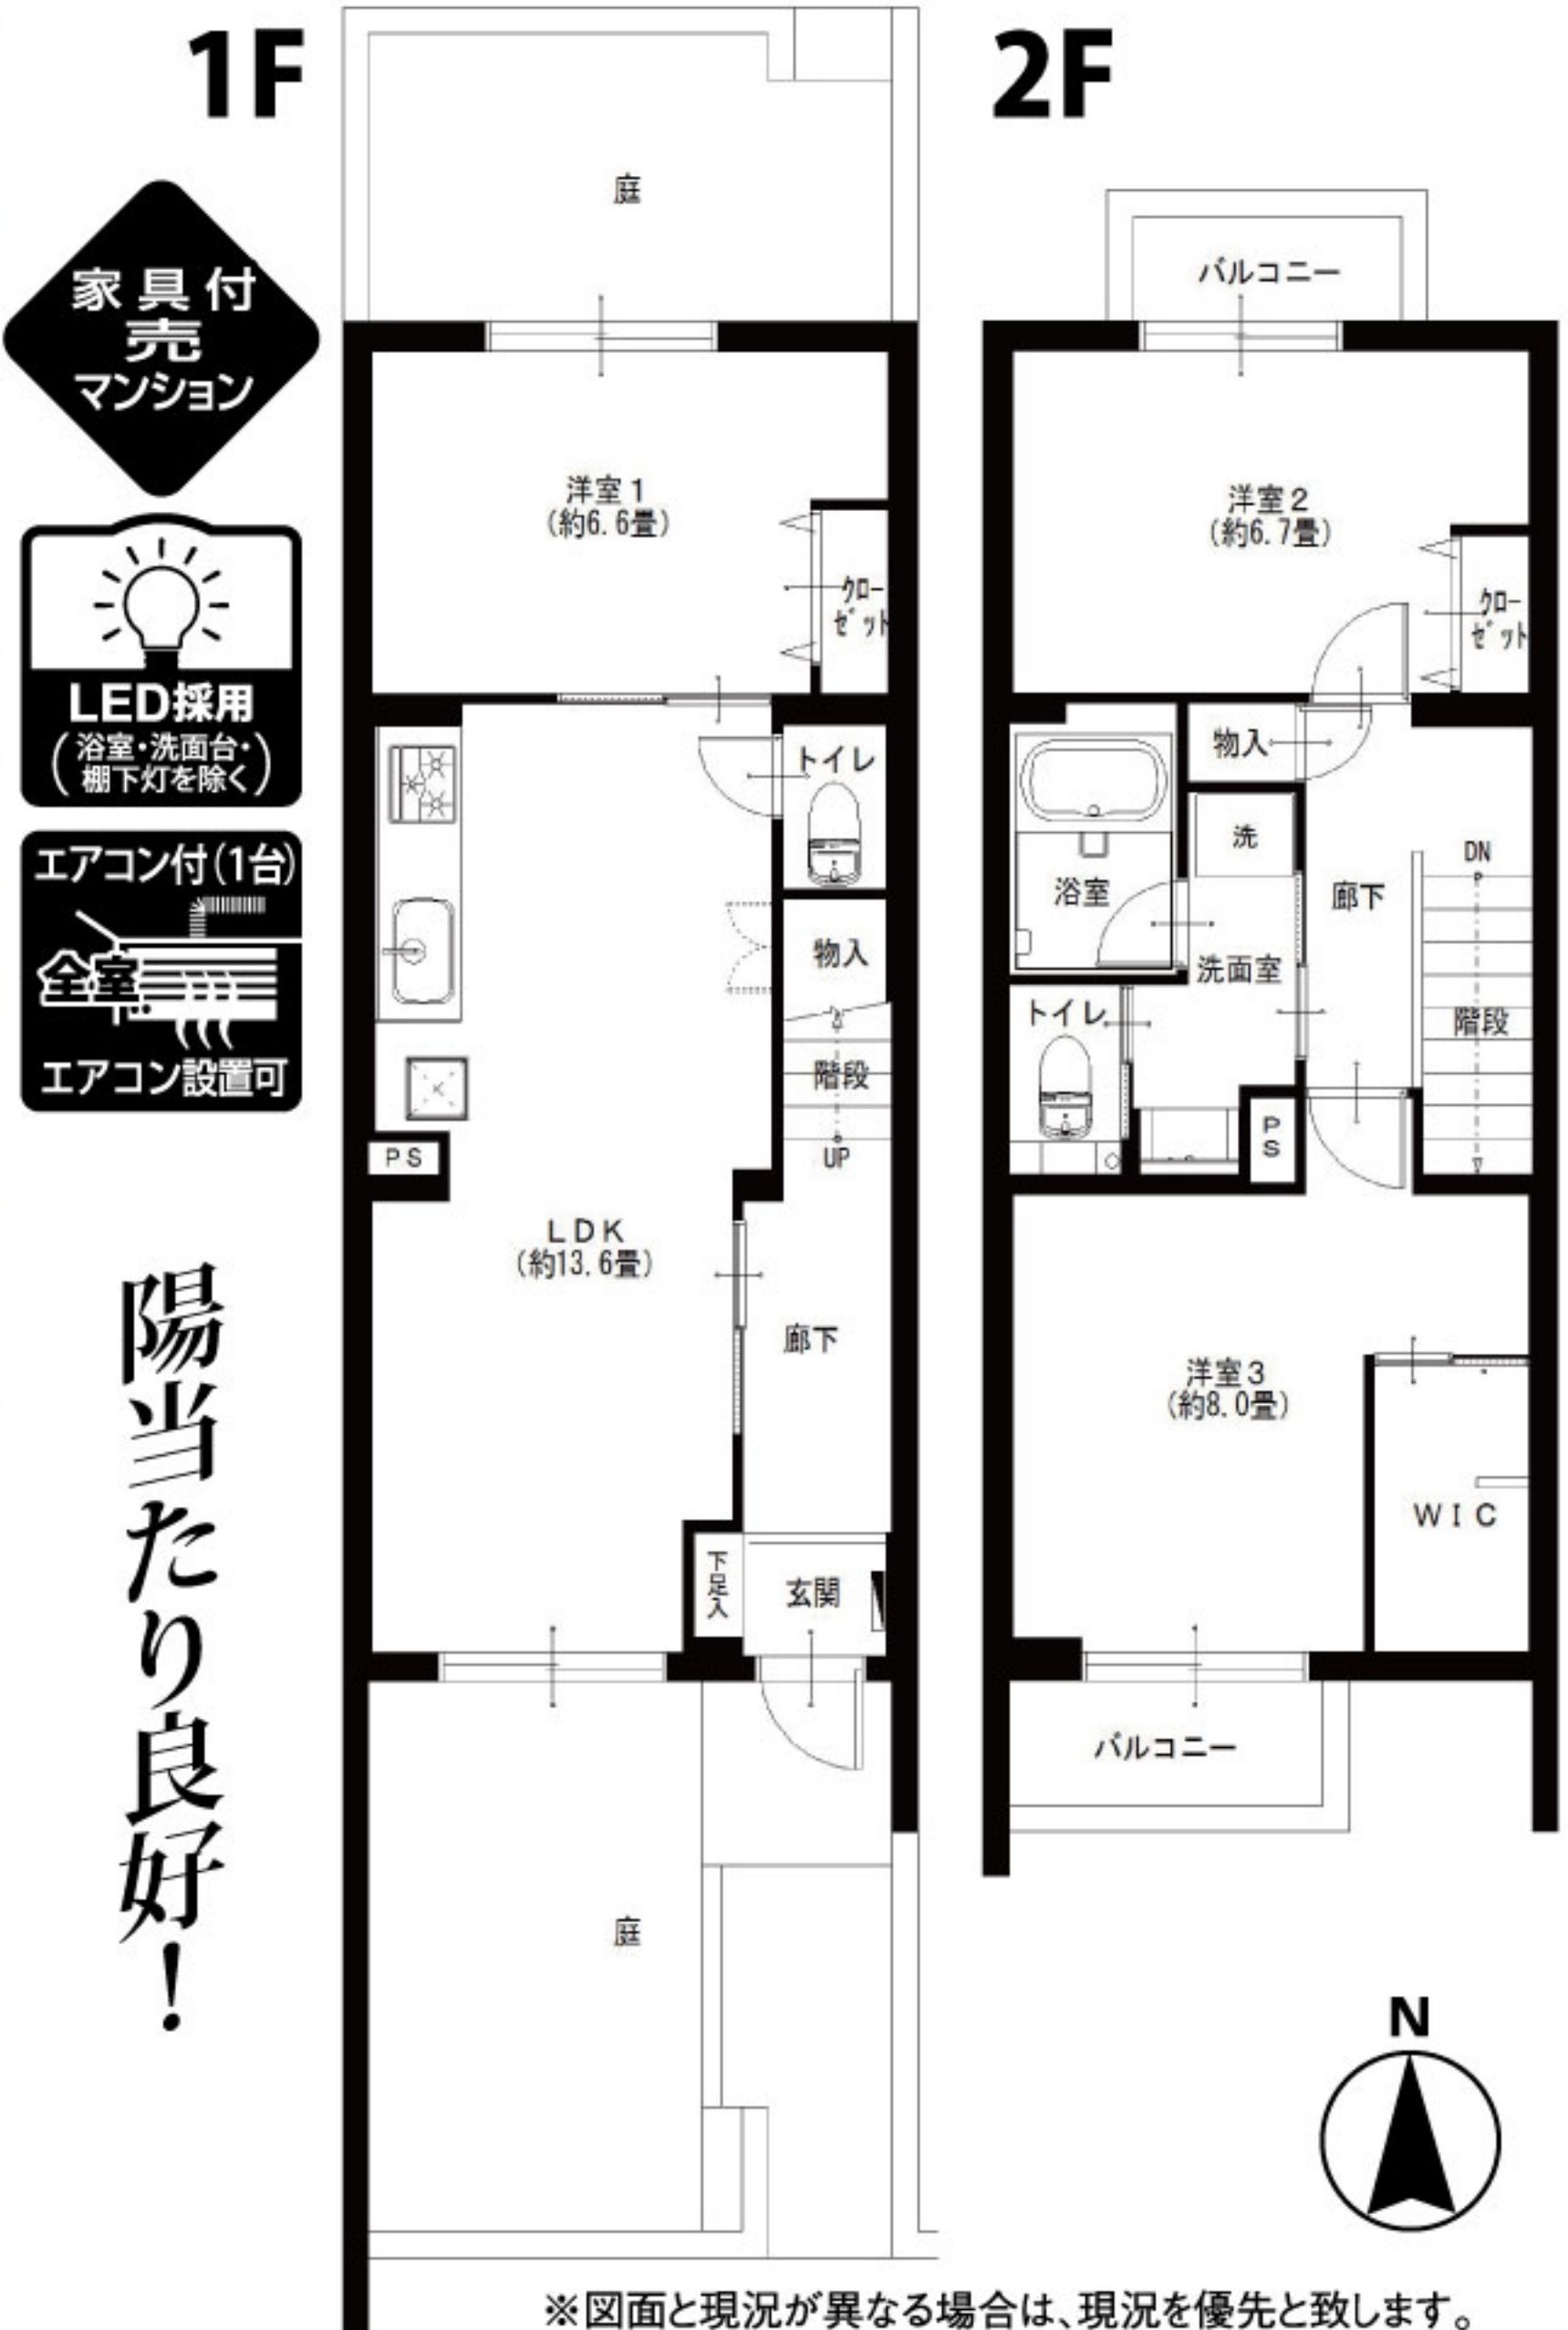 1F
2F
家具付
売
マンション
LED採用
(浴室・洗面台・
棚下灯を除く)
エアコン付(1台)
全室
エアコン設置可
陽当たり良好!
庭
洋室1
(約6.6畳)
クロー
ゼット
トイレ
物入
階段
UP
PS
LDK
(約13.6畳)
廊下
下足入
玄関
庭
バルコニー
洋室2
(約6.7畳)
クロー
ゼット
物入
洗
DN
浴室
廊下
洗面室
トイレ
階段
PS
洋室3
(約8.0畳)
WIC
バルコニー
N
※図面と現況が異なる場合は、現況を優先と致します。